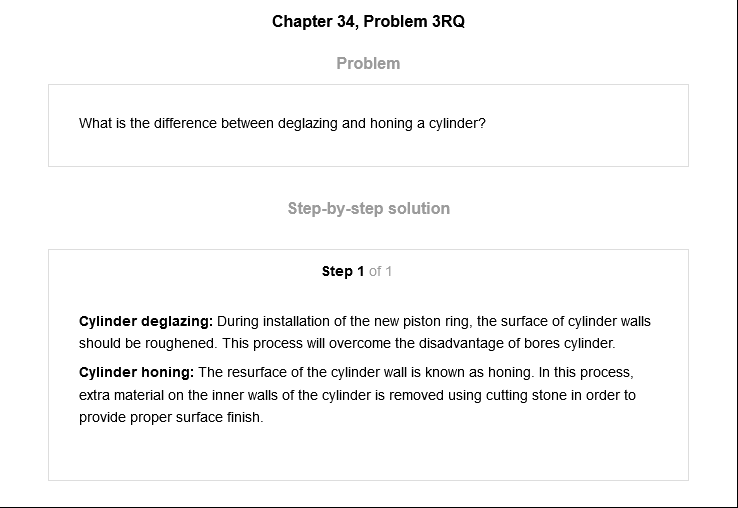 Chapter 34, Problem 3RQ
Problem
What is the difference between deglazing and honing a cylinder?
Step-by-step solution
Step 1 of 1
Cylinder deglazing: During installation of the new piston ring, the surface of cylinder walls
should be roughened. This process will overcome the disadvantage of bores cylinder.
Cylinder honing: The resurface of the cylinder wall is known as honing. In this process,
extra material on the inner walls of the cylinder is removed using cutting stone in order to
provide proper surface finish.